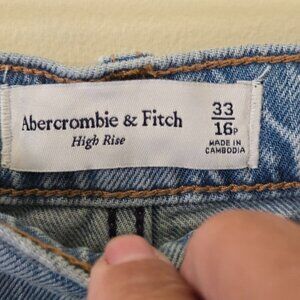 Abercrombie & Fitch
High Rise
33
16P
MADE IN
CAMBODIA